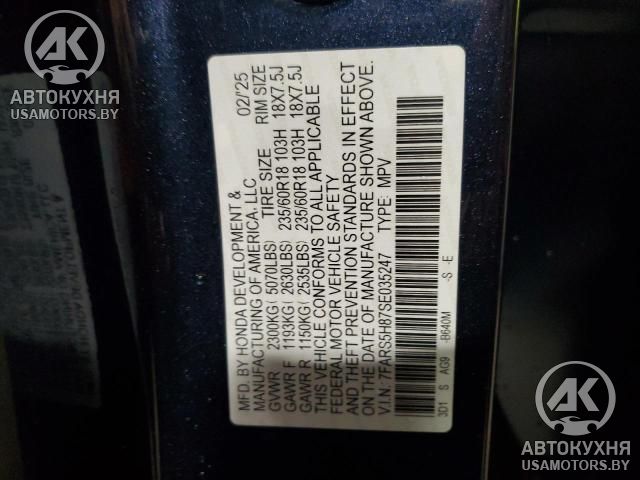 AK
АВТОКУХНЯ
USAMOTORS.BY
MFD. BY HONDA DEVELOPMENT & 02/'25
MANUFACTURING OF AMERICA, LLC
GVWR 2300KG( 5070LBS) TIRE SIZE RIM SIZE
GAWR F 1193KG( 2630LBS) 235/60R18 103H 18X7.5J
GAWR R 1150KG( 2535LBS) 235/60R18 103H 18X7.5J
THIS VEHICLE CONFORMS TO ALL APPLICABLE
FEDERAL MOTOR VEHICLE SAFETY
AND THEFT PREVENTION STANDARDS IN EFFECT
ON THE DATE OF MANUFACTURE SHOWN ABOVE.
V.I.N: 7FARS5H87SE035247 TYPE: MPV
3D1 S AG9 -B640M -S -E
AK
АВТОКУХНЯ
USAMOTORS.BY